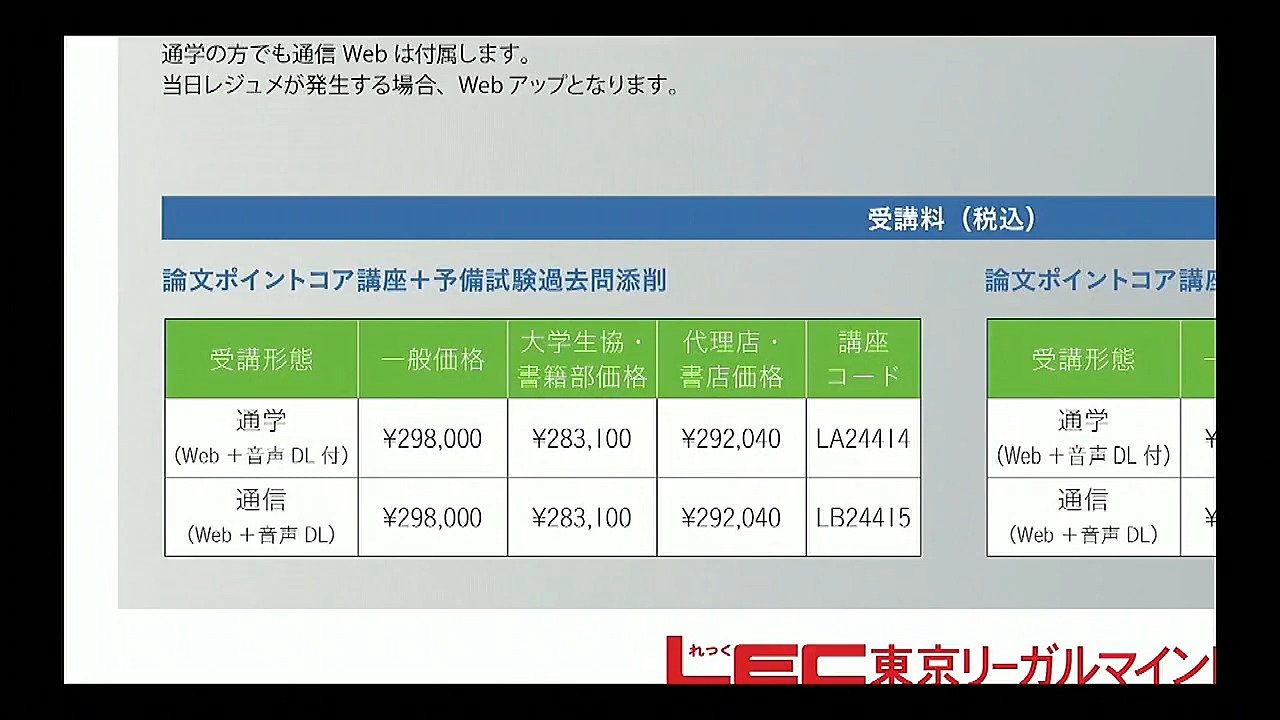 通学の方でも通信 Web は付属します。
当日レジュメが発生する場合、Web アップとなります。
受講料（税込）
論文ポイントコア講座＋予備試験過去問添削
受講形態 一般価格 大学生協・書籍部価格 代理店・書店価格 講座コード
通学（Web ＋音声 DL 付） ¥298,000 ¥283,100 ¥292,040 LA24414
通信（Web ＋音声 DL） ¥298,000 ¥283,100 ¥292,040 LB24415
論文ポイントコア講座
受講形態
通学（Web ＋音声 DL 付） ¥
通信（Web ＋音声 DL） ¥
れっく LEC東京リーガルマイン